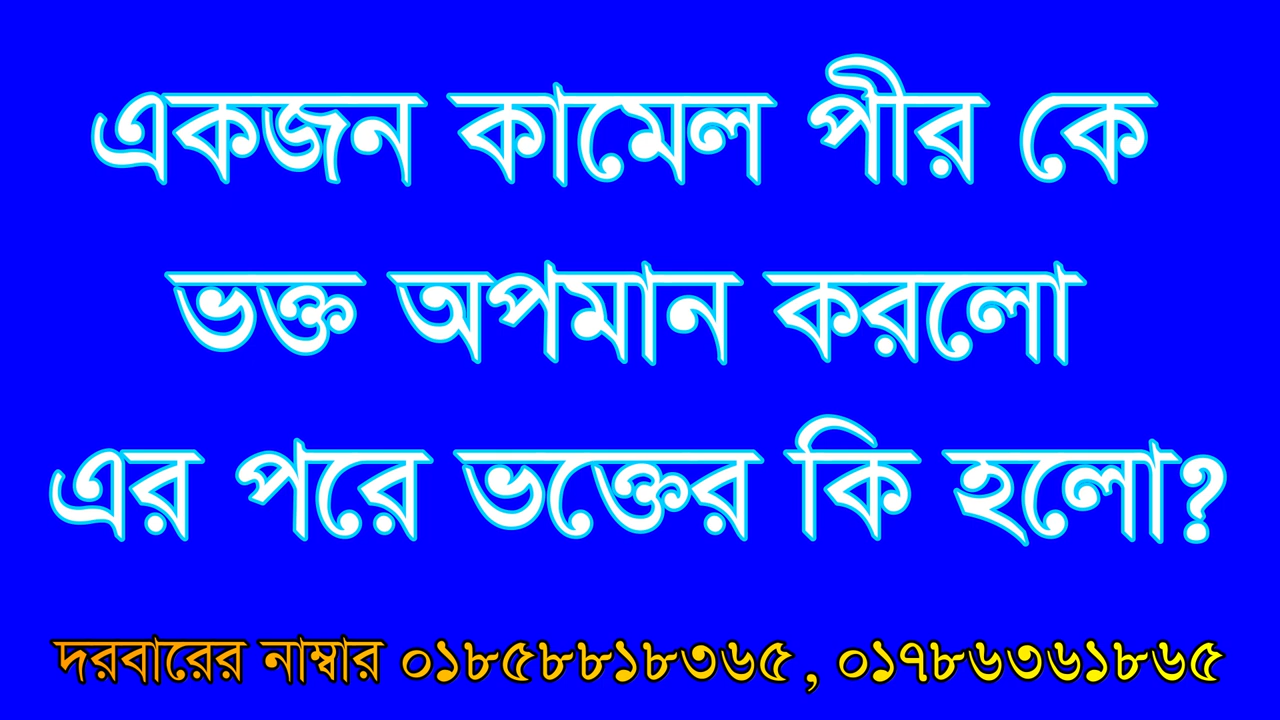 একজন কামেল পীর কে
ভক্ত অপমান করলো
এর পরে ভক্তের কি হলো?
দরবারের নাম্বার ০১৮৫৮৮১৮৩৬৫, ০১৭৮৬৩৬১৮৬৫